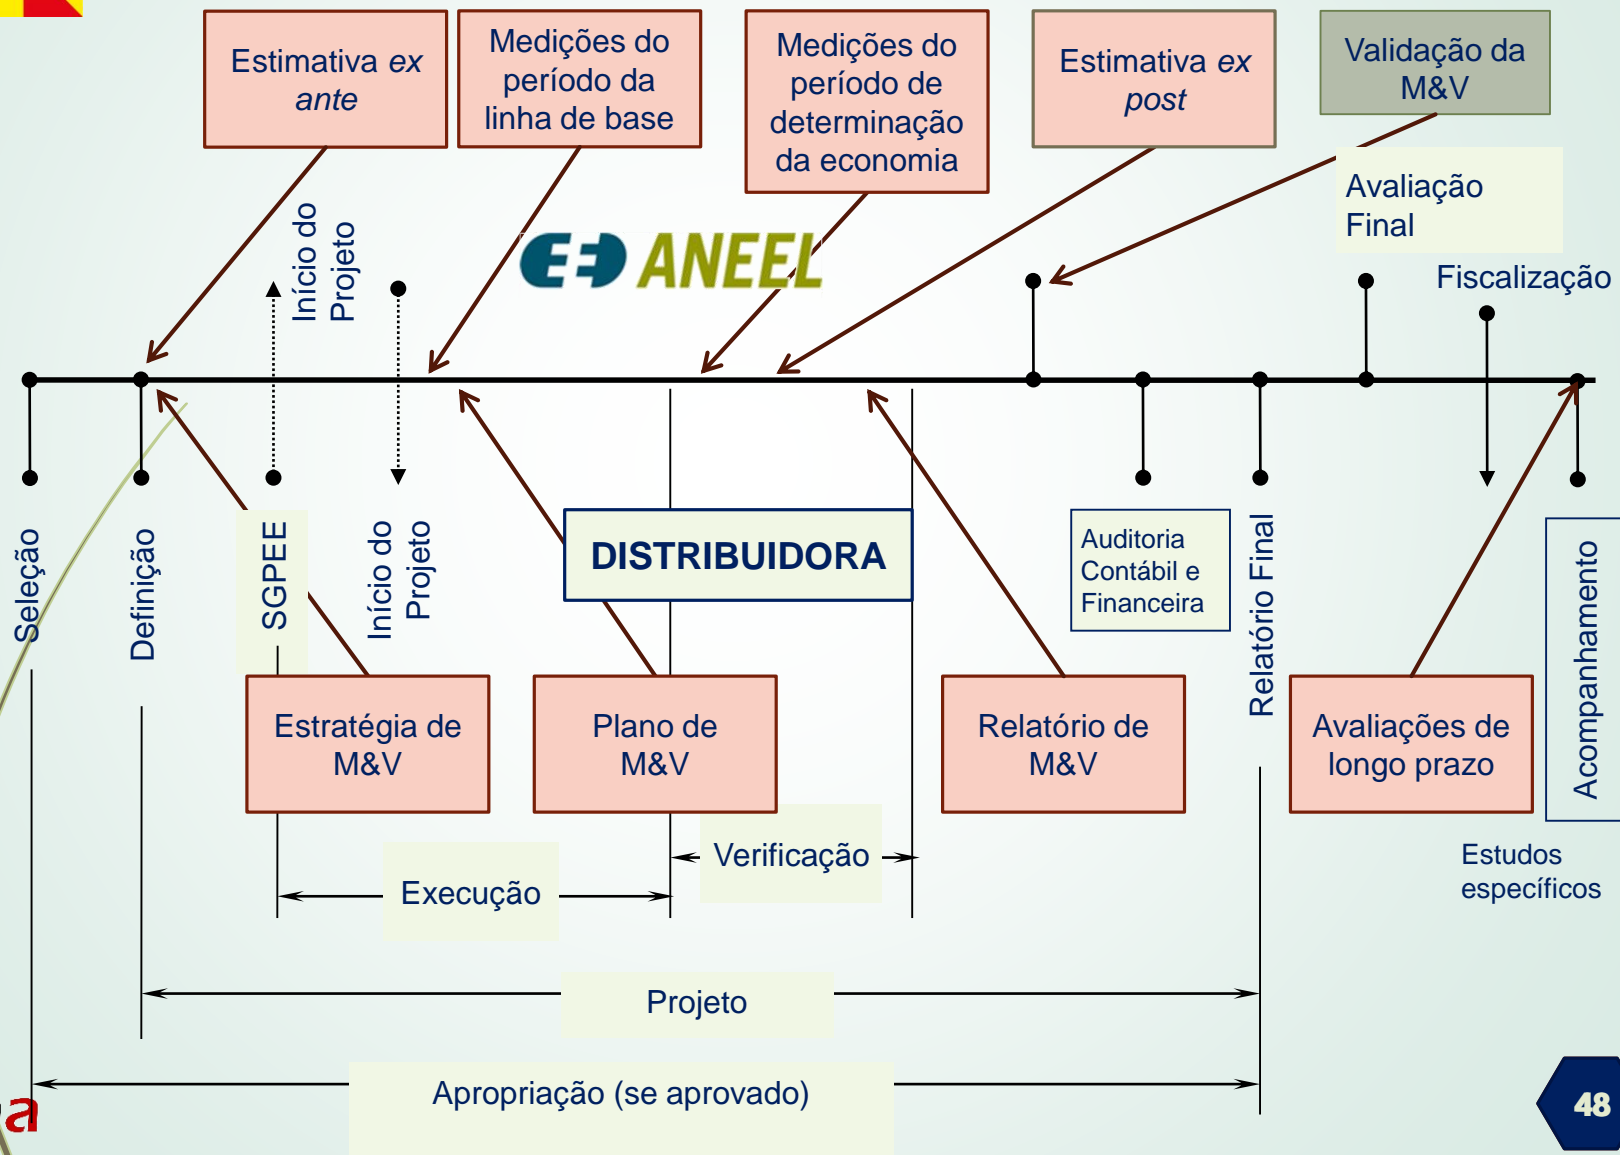 Estimativa ex
ante
Medições do
período da
linha de base
Medições do
período de
determinação
da economia
Estimativa ex
post
Validação da
M&V
Avaliação
Final
Início do
Projeto
ANEEL
Fiscalização
Seleção
Definição
SGPEE
Início do
Projeto
DISTRIBUIDORA
Auditoria
Contábil e
Financeira
Relatório Final
Acompanhamento
Estratégia de
M&V
Plano de
M&V
Relatório de
M&V
Avaliações de
longo prazo
Verificação
Execução
Estudos
específicos
Projeto
Apropriação (se aprovado)
a
48